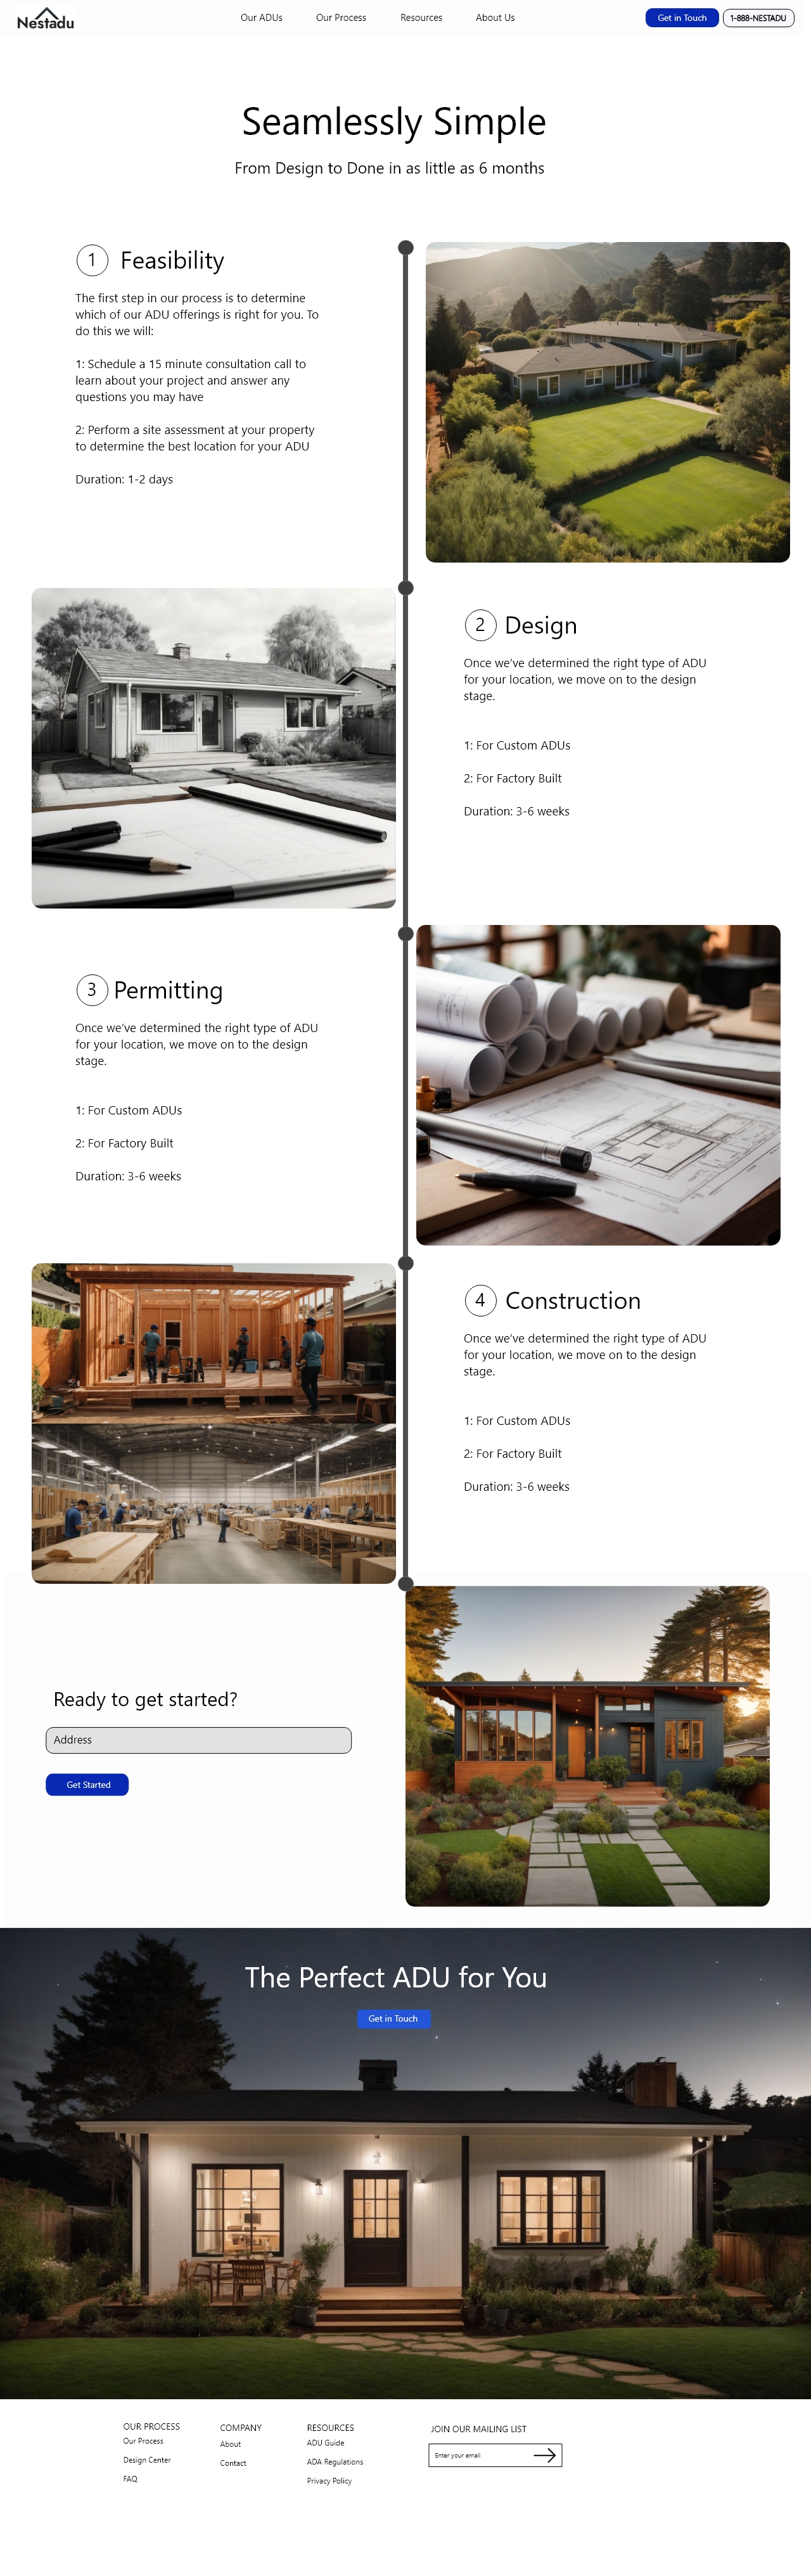 Nestadu
Our ADUs
Our Process
Resources
About Us
Get in Touch
1-888-NESTADU
Seamlessly Simple
From Design to Done in as little as 6 months
1 Feasibility
The first step in our process is to determine
which of our ADU offerings is right for you. To
do this we will:
1: Schedule a 15 minute consultation call to
learn about your project and answer any
questions you may have
2: Perform a site assessment at your property
to determine the best location for your ADU
Duration: 1-2 days
2 Design
Once we've determined the right type of ADU
for your location, we move on to the design
stage.
1: For Custom ADUs
2: For Factory Built
Duration: 3-6 weeks
3 Permitting
Once we've determined the right type of ADU
for your location, we move on to the design
stage.
1: For Custom ADUs
2: For Factory Built
Duration: 3-6 weeks
4 Construction
Once we've determined the right type of ADU
for your location, we move on to the design
stage.
1: For Custom ADUs
2: For Factory Built
Duration: 3-6 weeks
Ready to get started?
Address
Get Started
The Perfect ADU for You
Get in Touch
OUR PROCESS
Our Process
Design Center
FAQ
COMPANY
About
Contact
RESOURCES
ADU Guide
ADA Regulations
Privacy Policy
JOIN OUR MAILING LIST
Enter your email